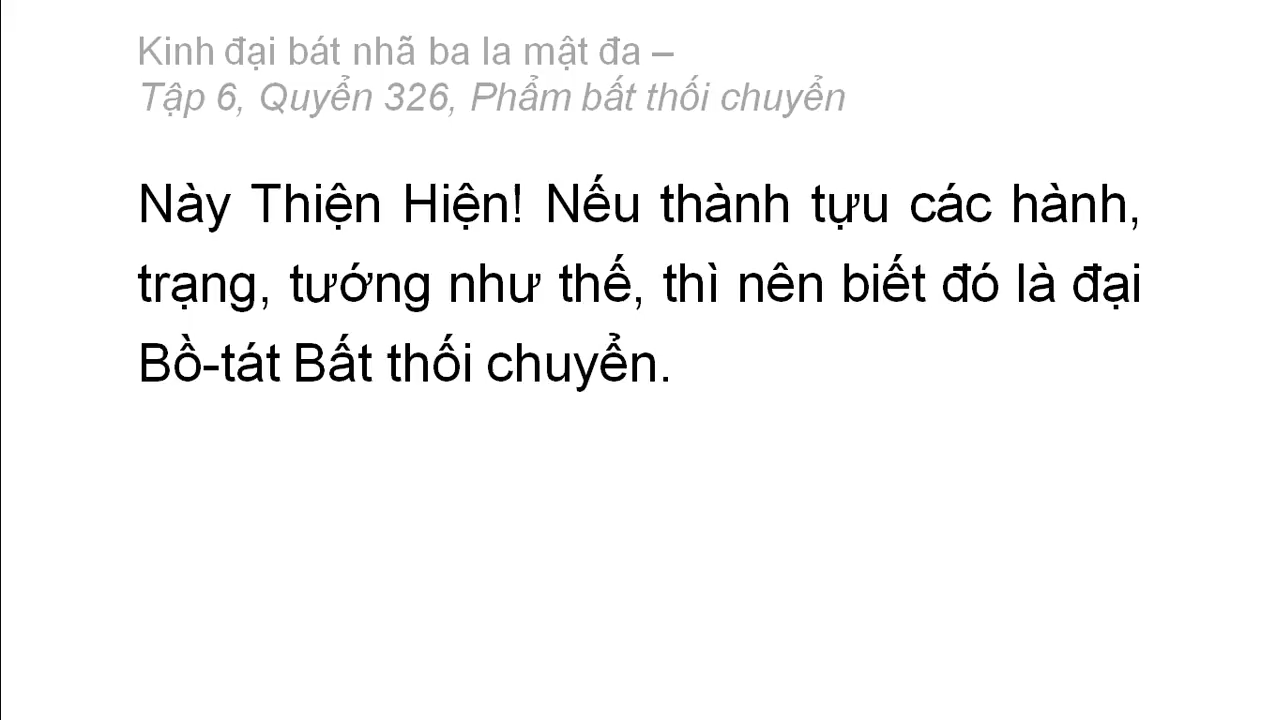 Kinh đại bát nhã ba la mật đa –
Tập 6, Quyển 326, Phẩm bất thối chuyển
Này Thiện Hiện! Nếu thành tựu các hành,
trạng, tướng như thế, thì nên biết đó là đại
Bồ-tát Bất thối chuyển.